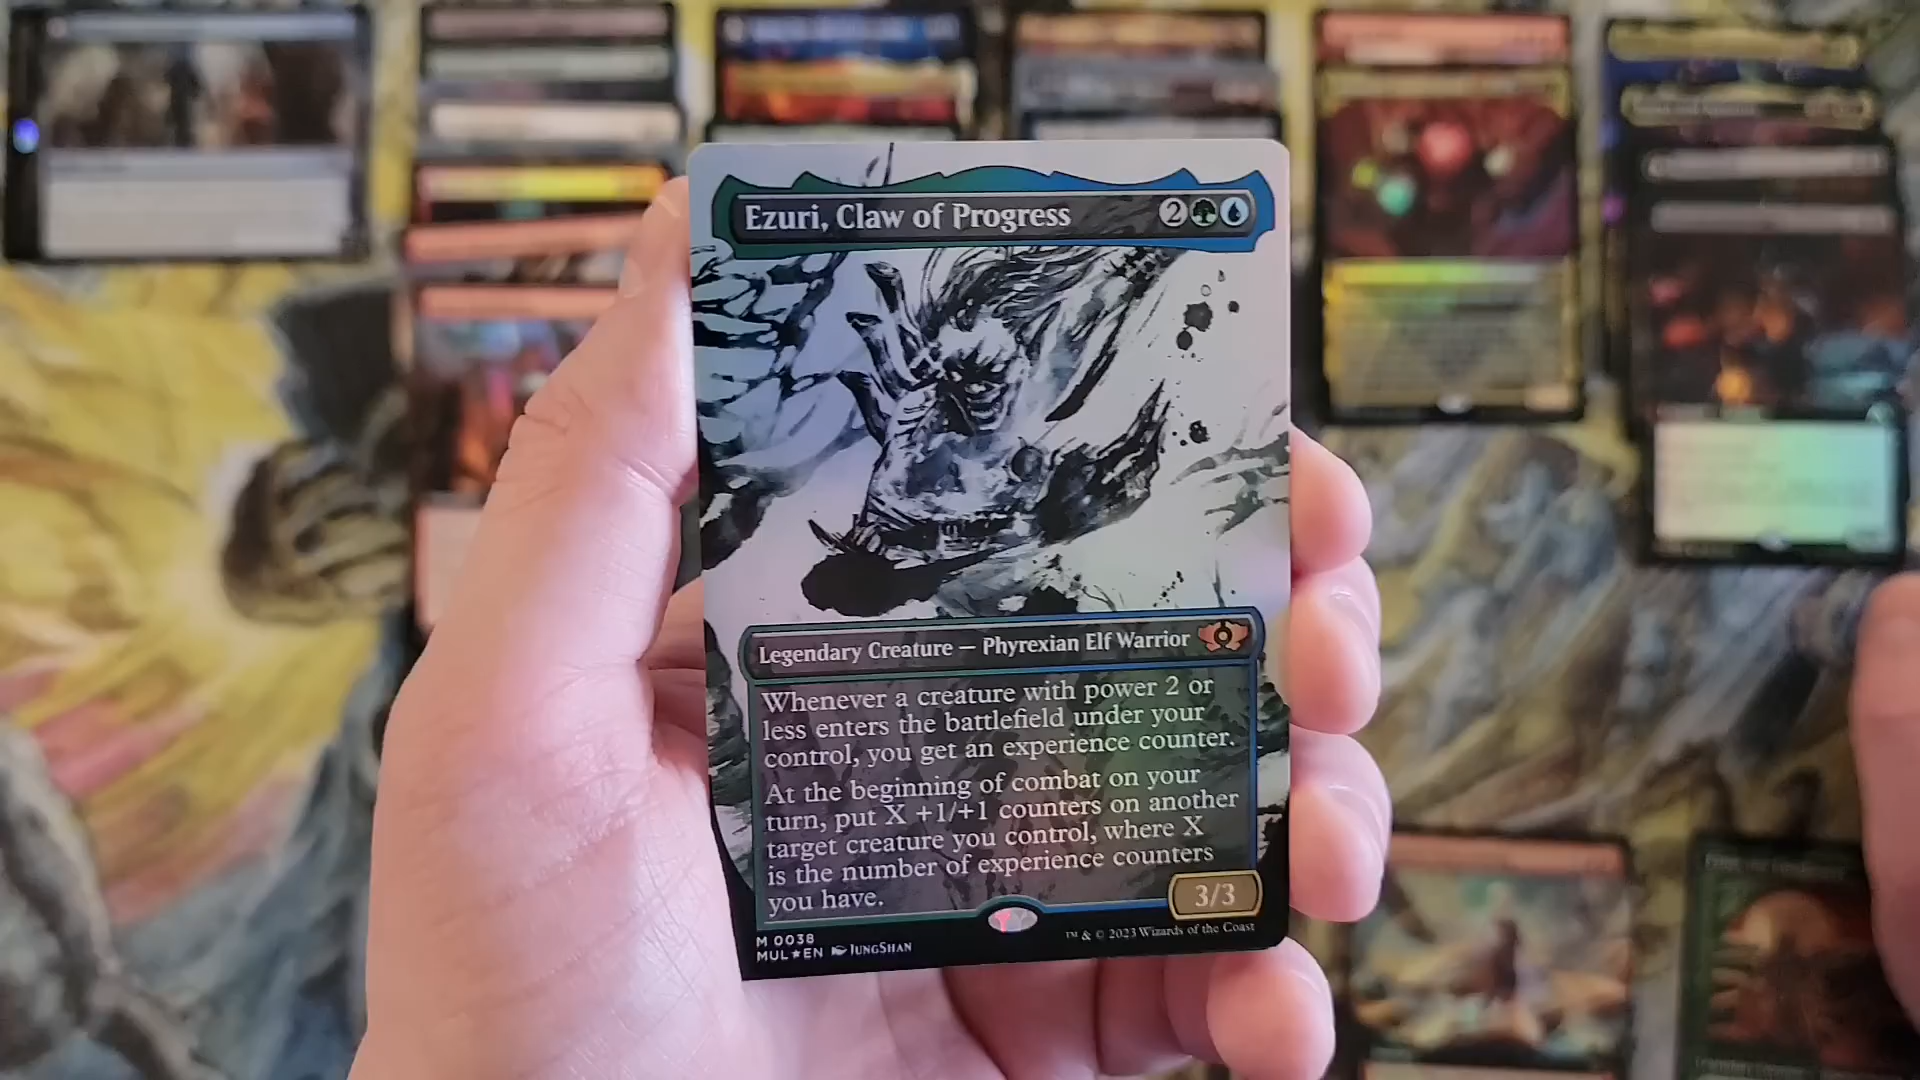 Ezuri, Claw of Progress 2
Legendary Creature — Phyrexian Elf Warrior
Whenever a creature with power 2 or
less enters the battlefield under your
control, you get an experience counter.
At the beginning of combat on your
turn, put X +1/+1 counters on another
target creature you control, where X
is the number of experience counters
you have.
3/3
M 0038
MUL★EN JungShan
™ & © 2023 Wizards of the Coast